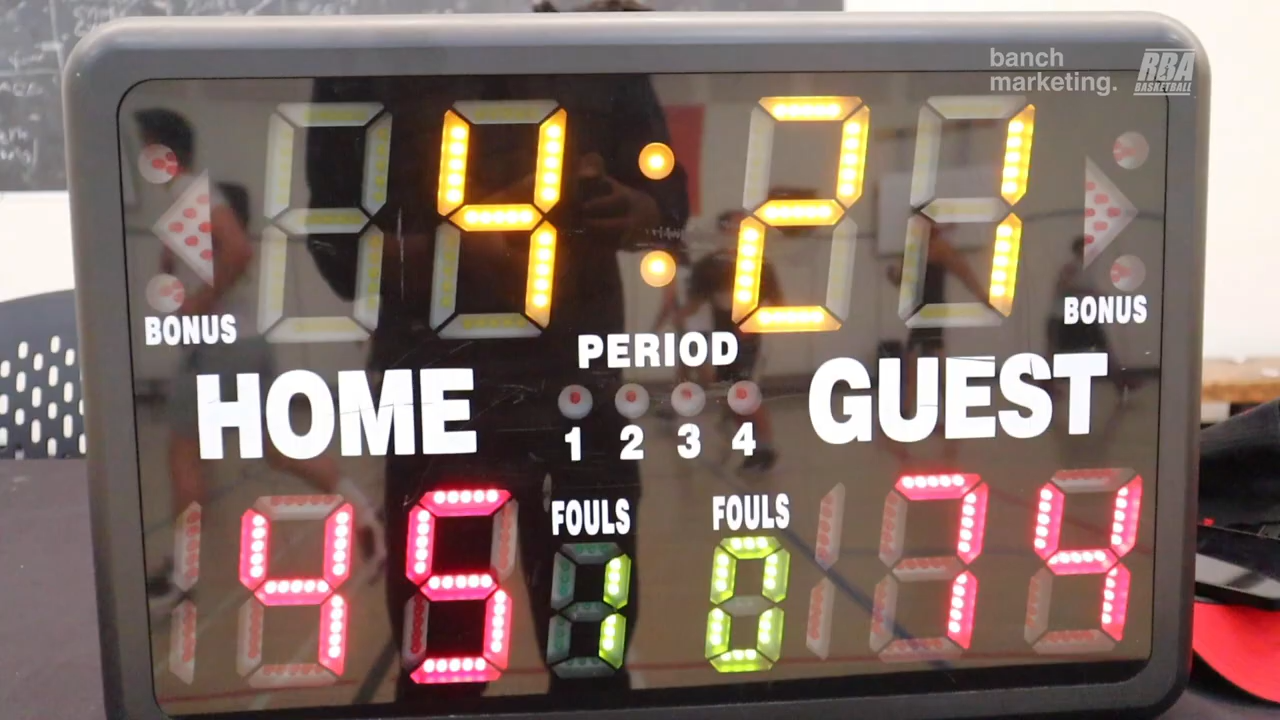 banch
marketing.
RBA
BASKETBALL
4:21
BONUS
BONUS
PERIOD
HOME
GUEST
1 2 3 4
FOULS
FOULS
45
1
0
74